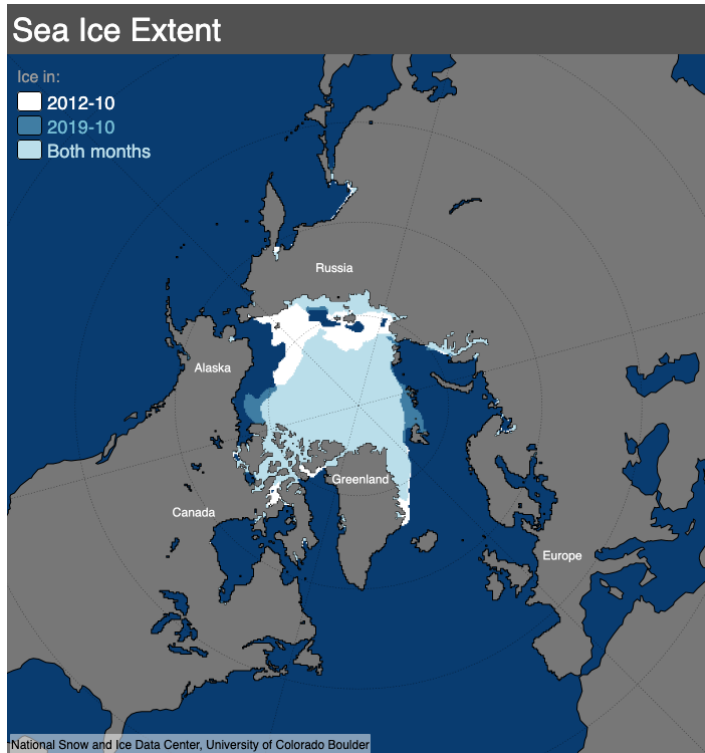 Sea Ice Extent
Ice in:
2012-10
2019-10
Both months
Russia
Alaska
Greenland
Canada
Europe
National Snow and Ice Data Center, University of Colorado Boulder